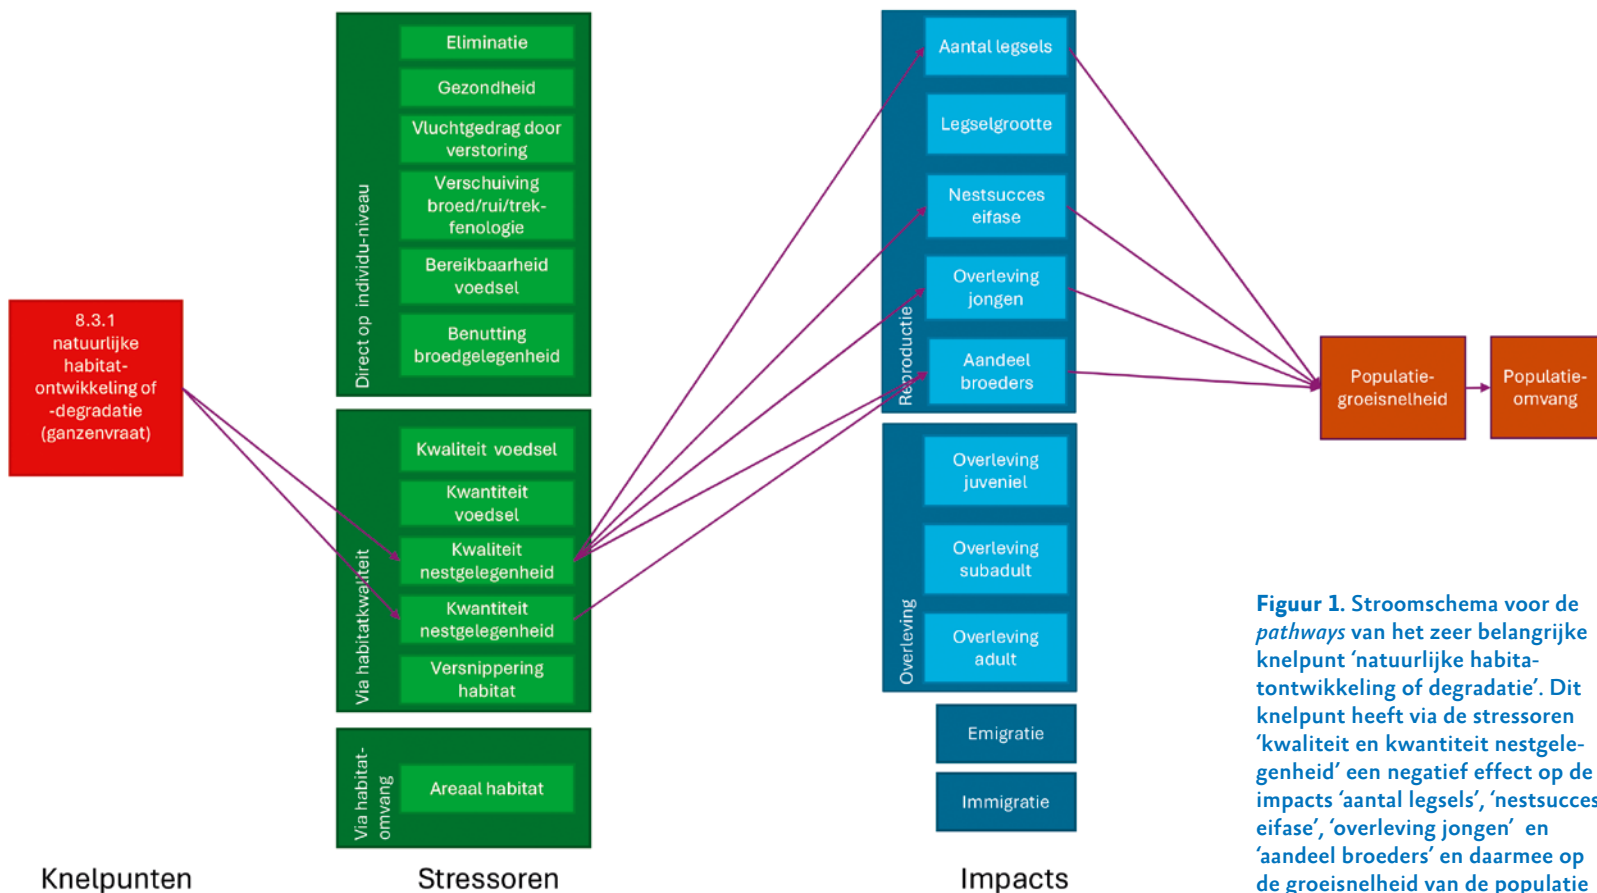 8.3.1
natuurlijke
habitat-
ontwikkeling of
-degradatie
(ganzenvraat)
Knelpunten
Direct op individu-niveau
Eliminatie
Gezondheid
Vluchtgedrag door
verstoring
Verschuiving
broed/rui/trek-
fenologie
Bereikbaarheid
voedsel
Benutting
broedgelegenheid
Via habitatkwaliteit
Kwaliteit voedsel
Kwantiteit
voedsel
Kwaliteit
nestgelegenheid
Kwantiteit
nestgelegenheid
Versnippering
habitat
Via habitat-
omvang
Areaal habitat
Stressoren
Reproductie
Aantal legsels
Legselgrootte
Nestsucces
eifase
Overleving
jongen
Aandeel
broeders
Overleving
Overleving
juveniel
Overleving
subadult
Overleving
adult
Emigratie
Immigratie
Impacts
Populatie-
groeisnelheid
Populatie-
omvang
Figuur 1. Stroomschema voor de
pathways van het zeer belangrijke
knelpunt ‘natuurlijke habita-
tontwikkeling of degradatie’. Dit
knelpunt heeft via de stressoren
‘kwaliteit en kwantiteit nestgele-
genheid’ een negatief effect op de
impacts ‘aantal legsels’, ‘nestsucces
eifase’, ‘overleving jongen’ en
‘aandeel broeders’ en daarmee op
de groeisnelheid van de populatie